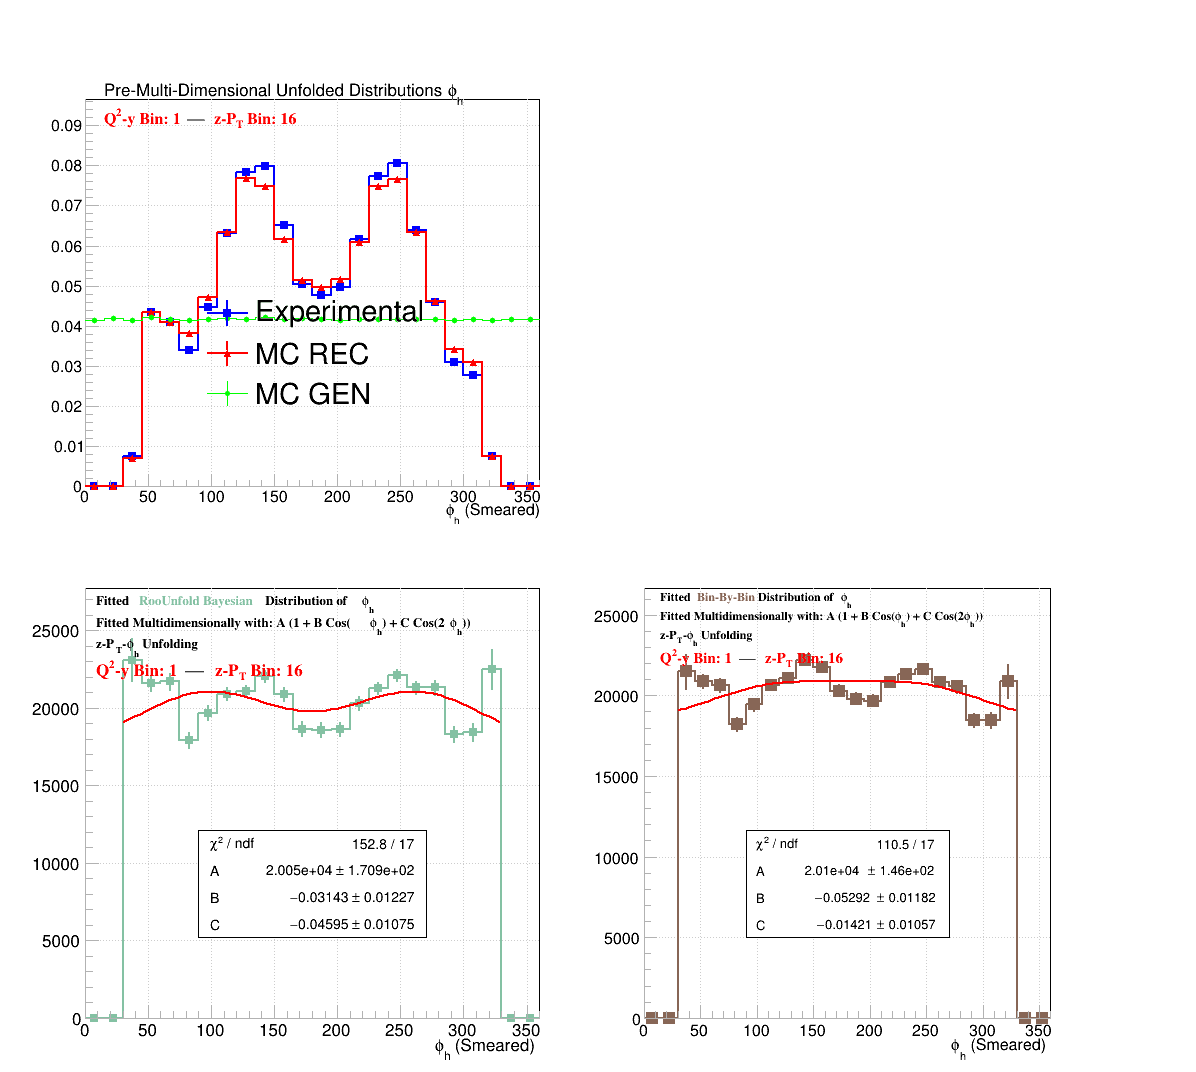 Pre-Multi-Dimensional Unfolded Distributions ϕh
Q²-y Bin: 1 — z-PT Bin: 16
0.09
0.08
0.07
0.06
0.05
0.04
0.03
0.02
0.01
0
Experimental
MC REC
MC GEN
0 50 100 150 200 250 300 350
ϕh (Smeared)
Fitted RooUnfold Bayesian Distribution of ϕh
Fitted Multidimensionally with: A (1 + B Cos( ϕh) + C Cos(2 ϕh))
z-PT-ϕh Unfolding
Q²-y Bin: 1 — z-PT Bin: 16
25000
20000
15000
10000
5000
0
χ² / ndf 152.8 / 17
A 2.005e+04 ± 1.709e+02
B −0.03143 ± 0.01227
C −0.04595 ± 0.01075
0 50 100 150 200 250 300 350
ϕh (Smeared)
Fitted Bin-By-Bin Distribution of ϕh
Fitted Multidimensionally with: A (1 + B Cos(ϕh) + C Cos(2ϕh))
z-PT-ϕh Unfolding
Q²-y Bin: 1 — z-PT Bin: 16
25000
20000
15000
10000
5000
0
χ² / ndf 110.5 / 17
A 2.01e+04 ± 1.46e+02
B −0.05292 ± 0.01182
C −0.01421 ± 0.01057
0 50 100 150 200 250 300 350
ϕh (Smeared)